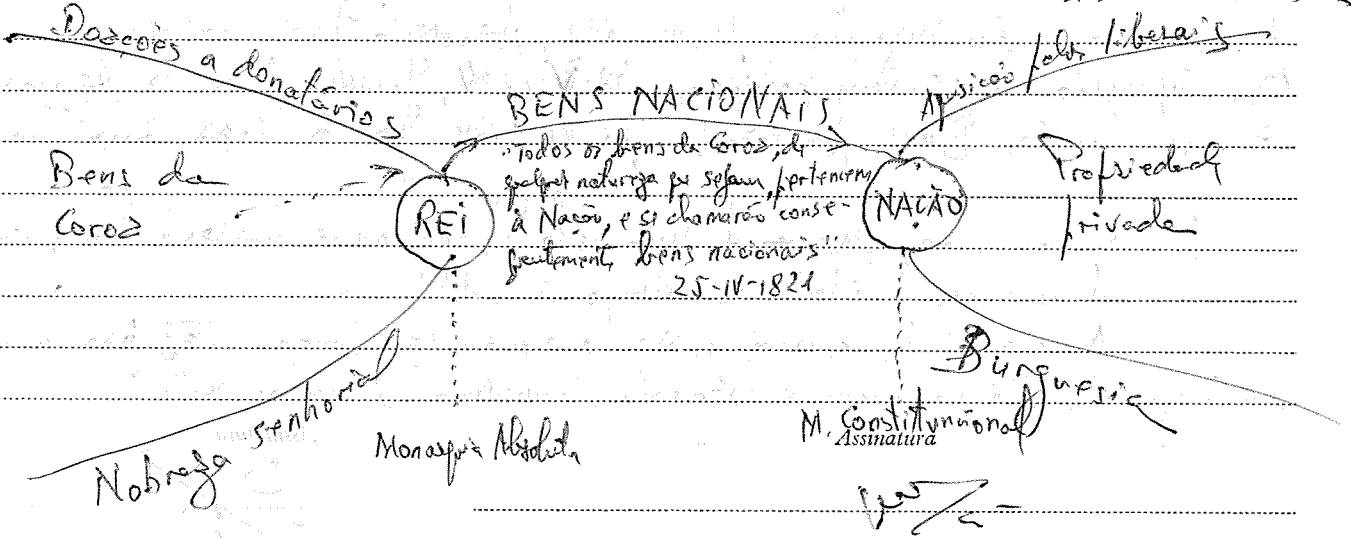 Doações a donatários
BENS NACIONAIS
Aquisição pelos liberais
"Todos os bens da Coroa, de
qualquer natureza que sejam, pertencem
à Nação, e se chamarão conse-
quentemente bens nacionais"
25-IV-1821
Bens da
Coroa
REI
NAÇÃO
Propriedade
privada
Nobreza senhorial
Burguesia
Monarquia Absoluta
M. Constitucional
Assinatura